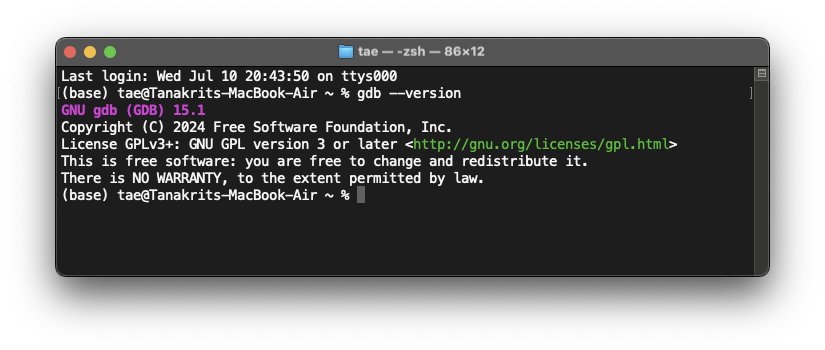 tae — -zsh — 86×12
Last login: Wed Jul 10 20:43:50 on ttys000
[(base) tae@Tanakrits-MacBook-Air ~ % gdb --version ]
GNU gdb (GDB) 15.1
Copyright (C) 2024 Free Software Foundation, Inc.
License GPLv3+: GNU GPL version 3 or later <http://gnu.org/licenses/gpl.html>
This is free software: you are free to change and redistribute it.
There is NO WARRANTY, to the extent permitted by law.
(base) tae@Tanakrits-MacBook-Air ~ %